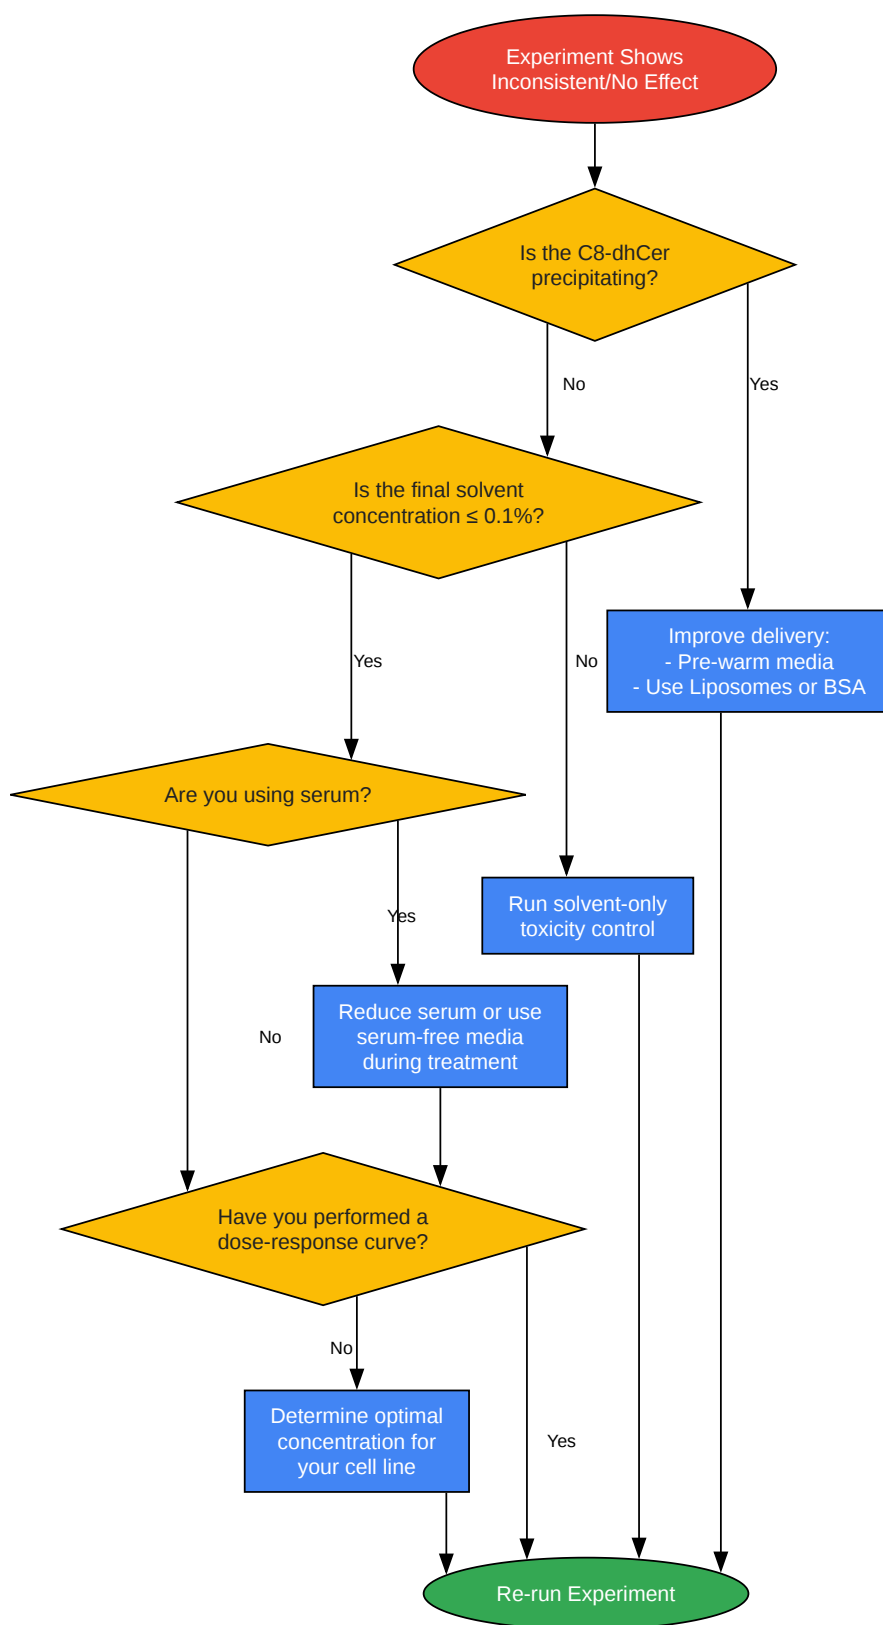 Experiment Shows
Inconsistent/No Effect
Is the C8-dhCer
precipitating?
No
Yes
Is the final solvent
concentration ≤ 0.1%?
Improve delivery:
- Pre-warm media
- Use Liposomes or BSA
Yes
No
Are you using serum?
Run solvent-only
toxicity control
Yes
Reduce serum or use
serum-free media
during treatment
No
Have you performed a
dose-response curve?
No
Determine optimal
concentration for
your cell line
Yes
Re-run Experiment